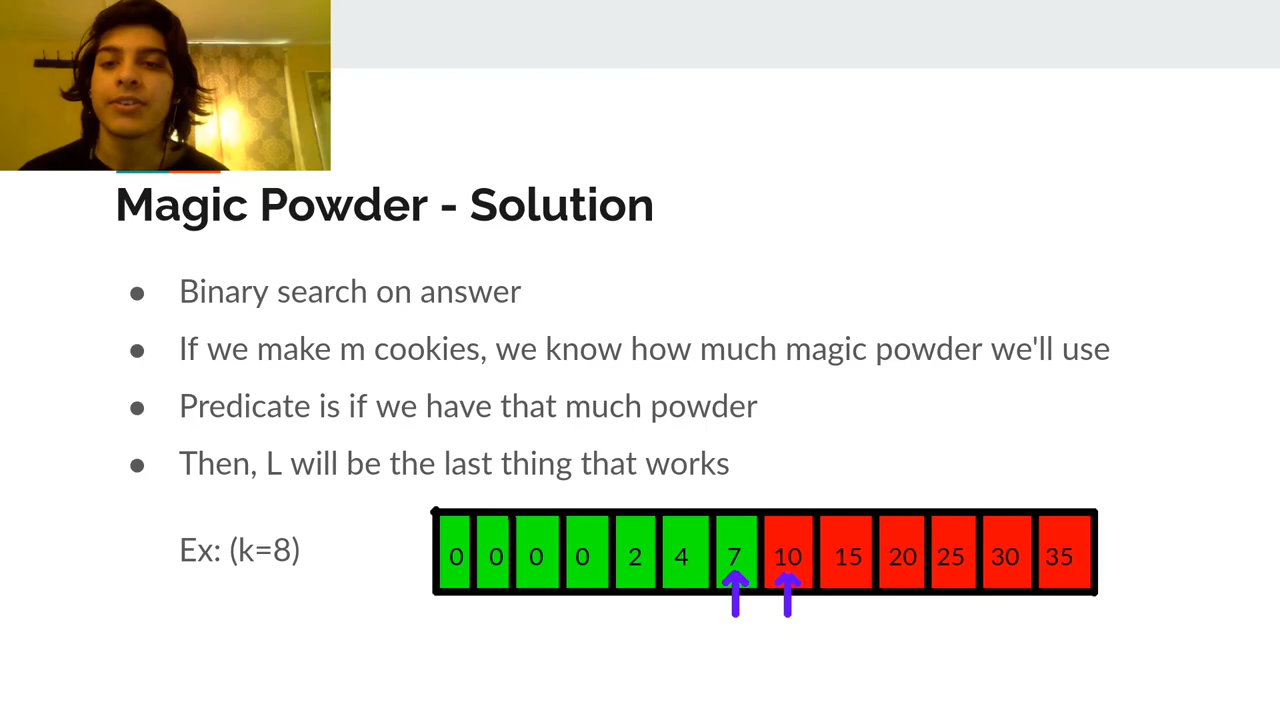 Magic Powder - Solution
● Binary search on answer
● If we make m cookies, we know how much magic powder we'll use
● Predicate is if we have that much powder
● Then, L will be the last thing that works
Ex: (k=8)
0 0 0 0 2 4 7 10 15 20 25 30 35